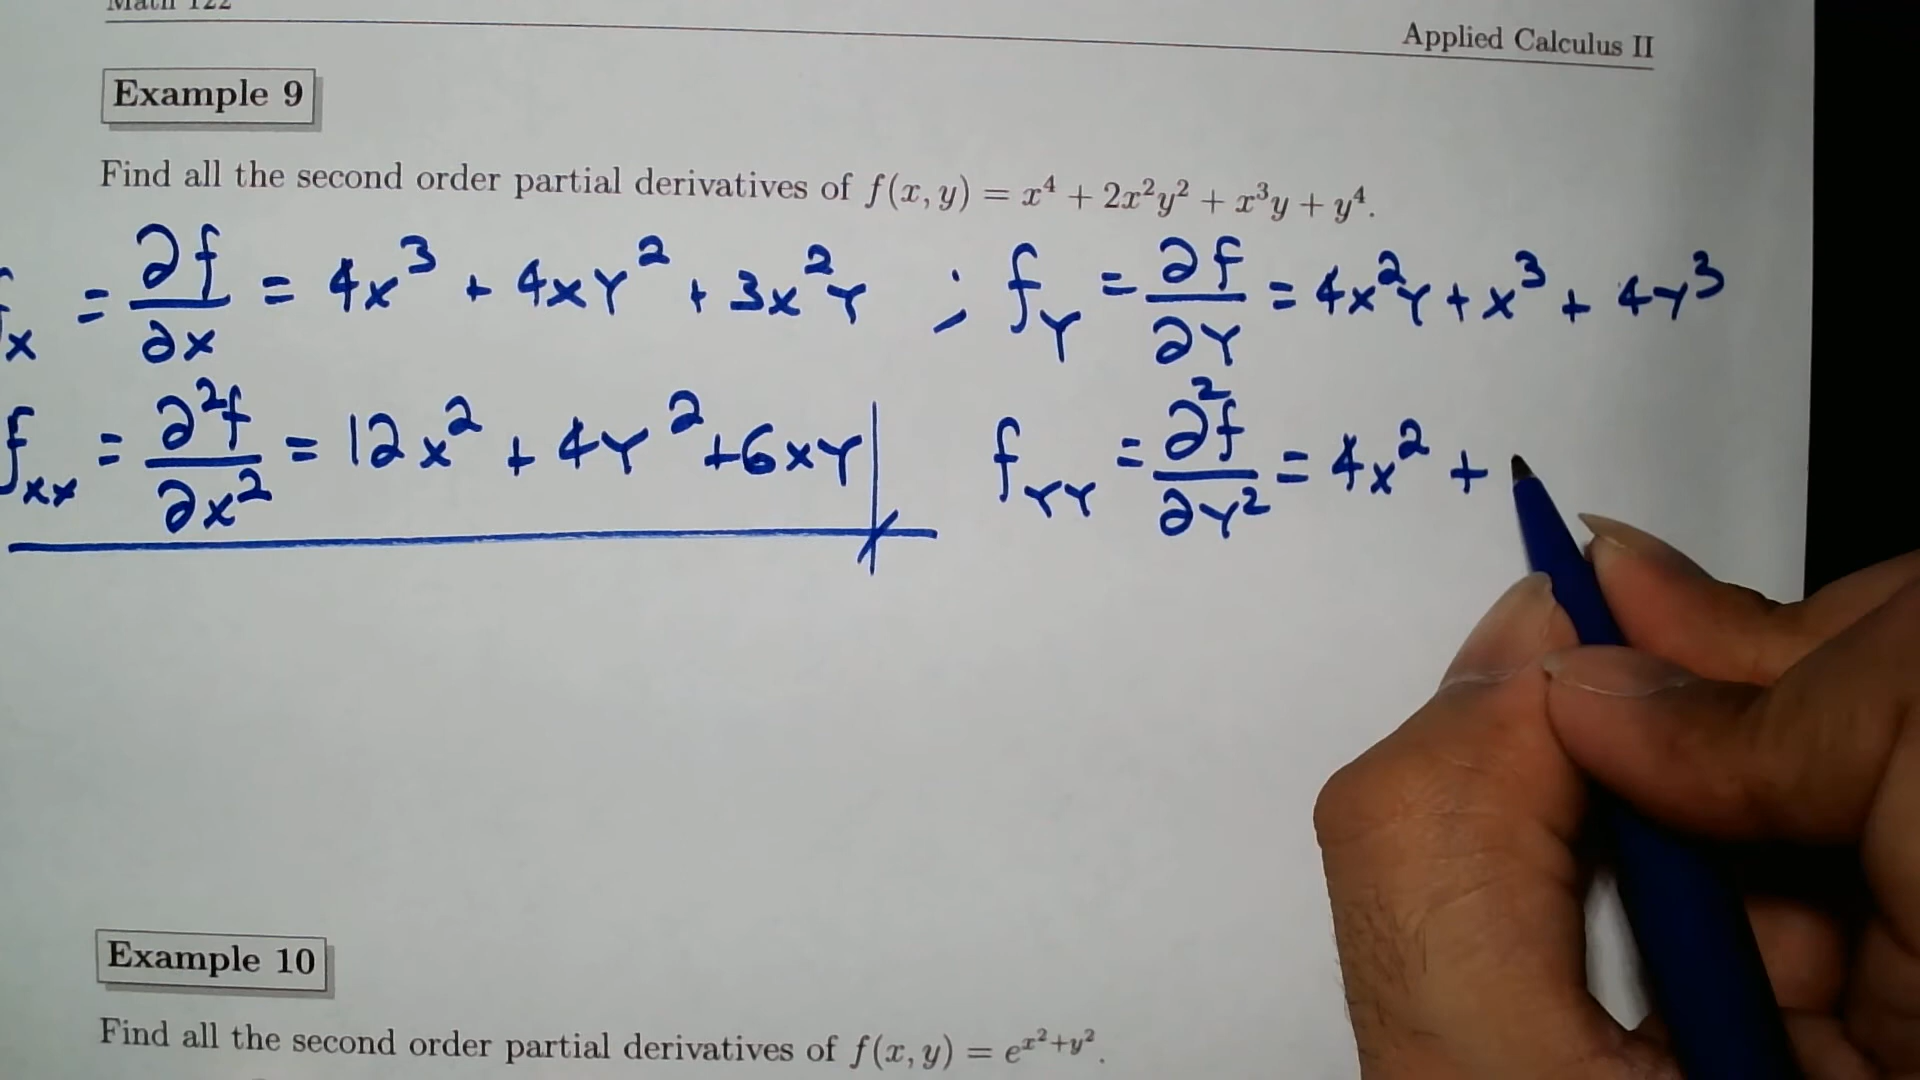 Math 122
Applied Calculus II
Example 9
Find all the second order partial derivatives of f(x, y) = x⁴ + 2x²y² + x³y + y⁴.
fx = ∂f/∂x = 4x³ + 4xY² + 3x²Y ; fY = ∂f/∂Y = 4x²Y + x³ + 4Y³
fxx = ∂²f/∂x² = 12x² + 4Y² + 6xY fYY = ∂²f/∂Y² = 4x² +
Example 10
Find all the second order partial derivatives of f(x, y) = e^(x²+y²).